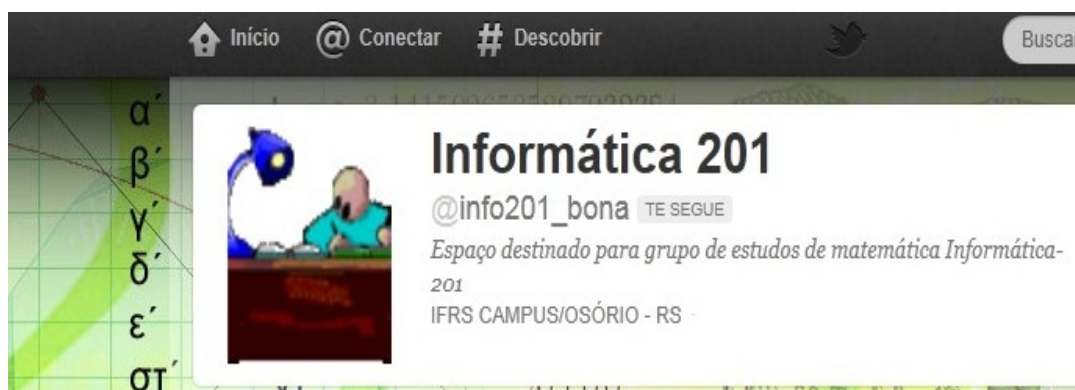 Início @ Conectar # Descobrir
Busca
α´
β´
γ´
δ´
ε´
στ´
Informática 201
@info201_bona TE SEGUE
Espaço destinado para grupo de estudos de matemática Informática-
201
IFRS CAMPUS/OSÓRIO - RS